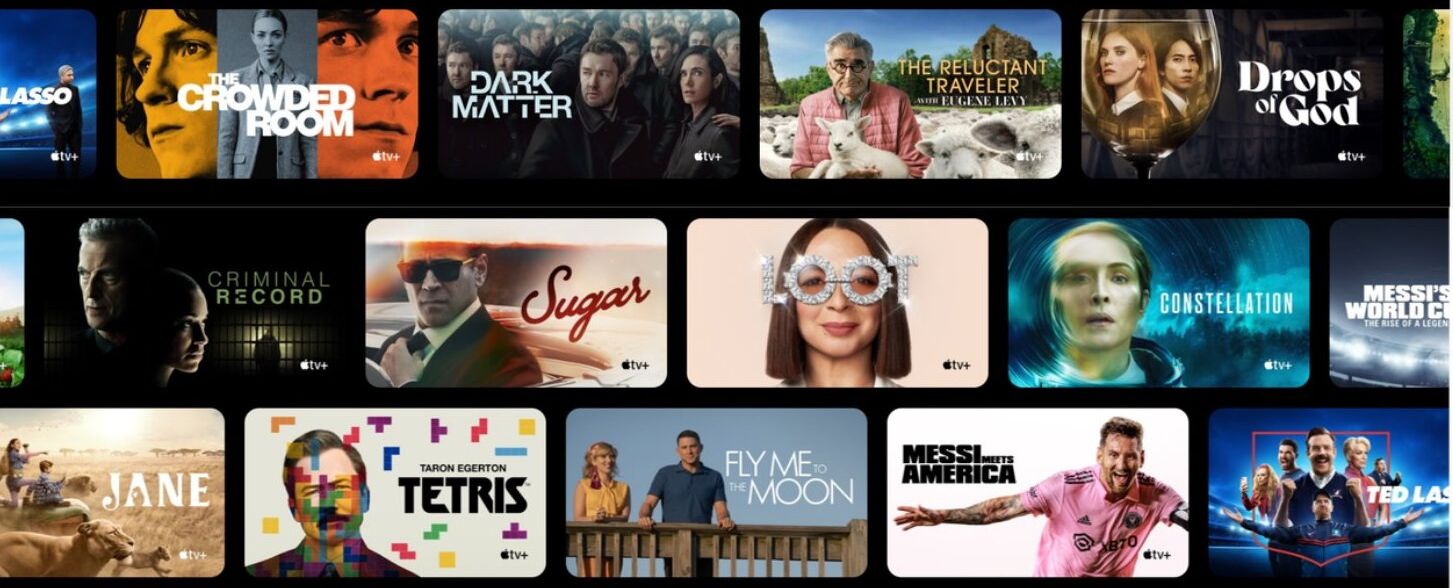 LASSO
tv+
THE
CROWDED
ROOM
tv+
DARK
MATTER
tv+
THE RELUCTANT
TRAVELER
WITH EUGENE LEVY
tv+
Drops
of God
tv+
CRIMINAL
RECORD
tv+
Sugar
tv+
LOOT
tv+
CONSTELLATION
tv+
MESSI'S
WORLD CU
THE RISE OF A LEGEN
JANE
tv+
TARON EGERTON
TETRIS
tv+
FLY ME TO
THE MOON
MESSI MEETS
AMERICA
XBTO
tv+
TED LAS